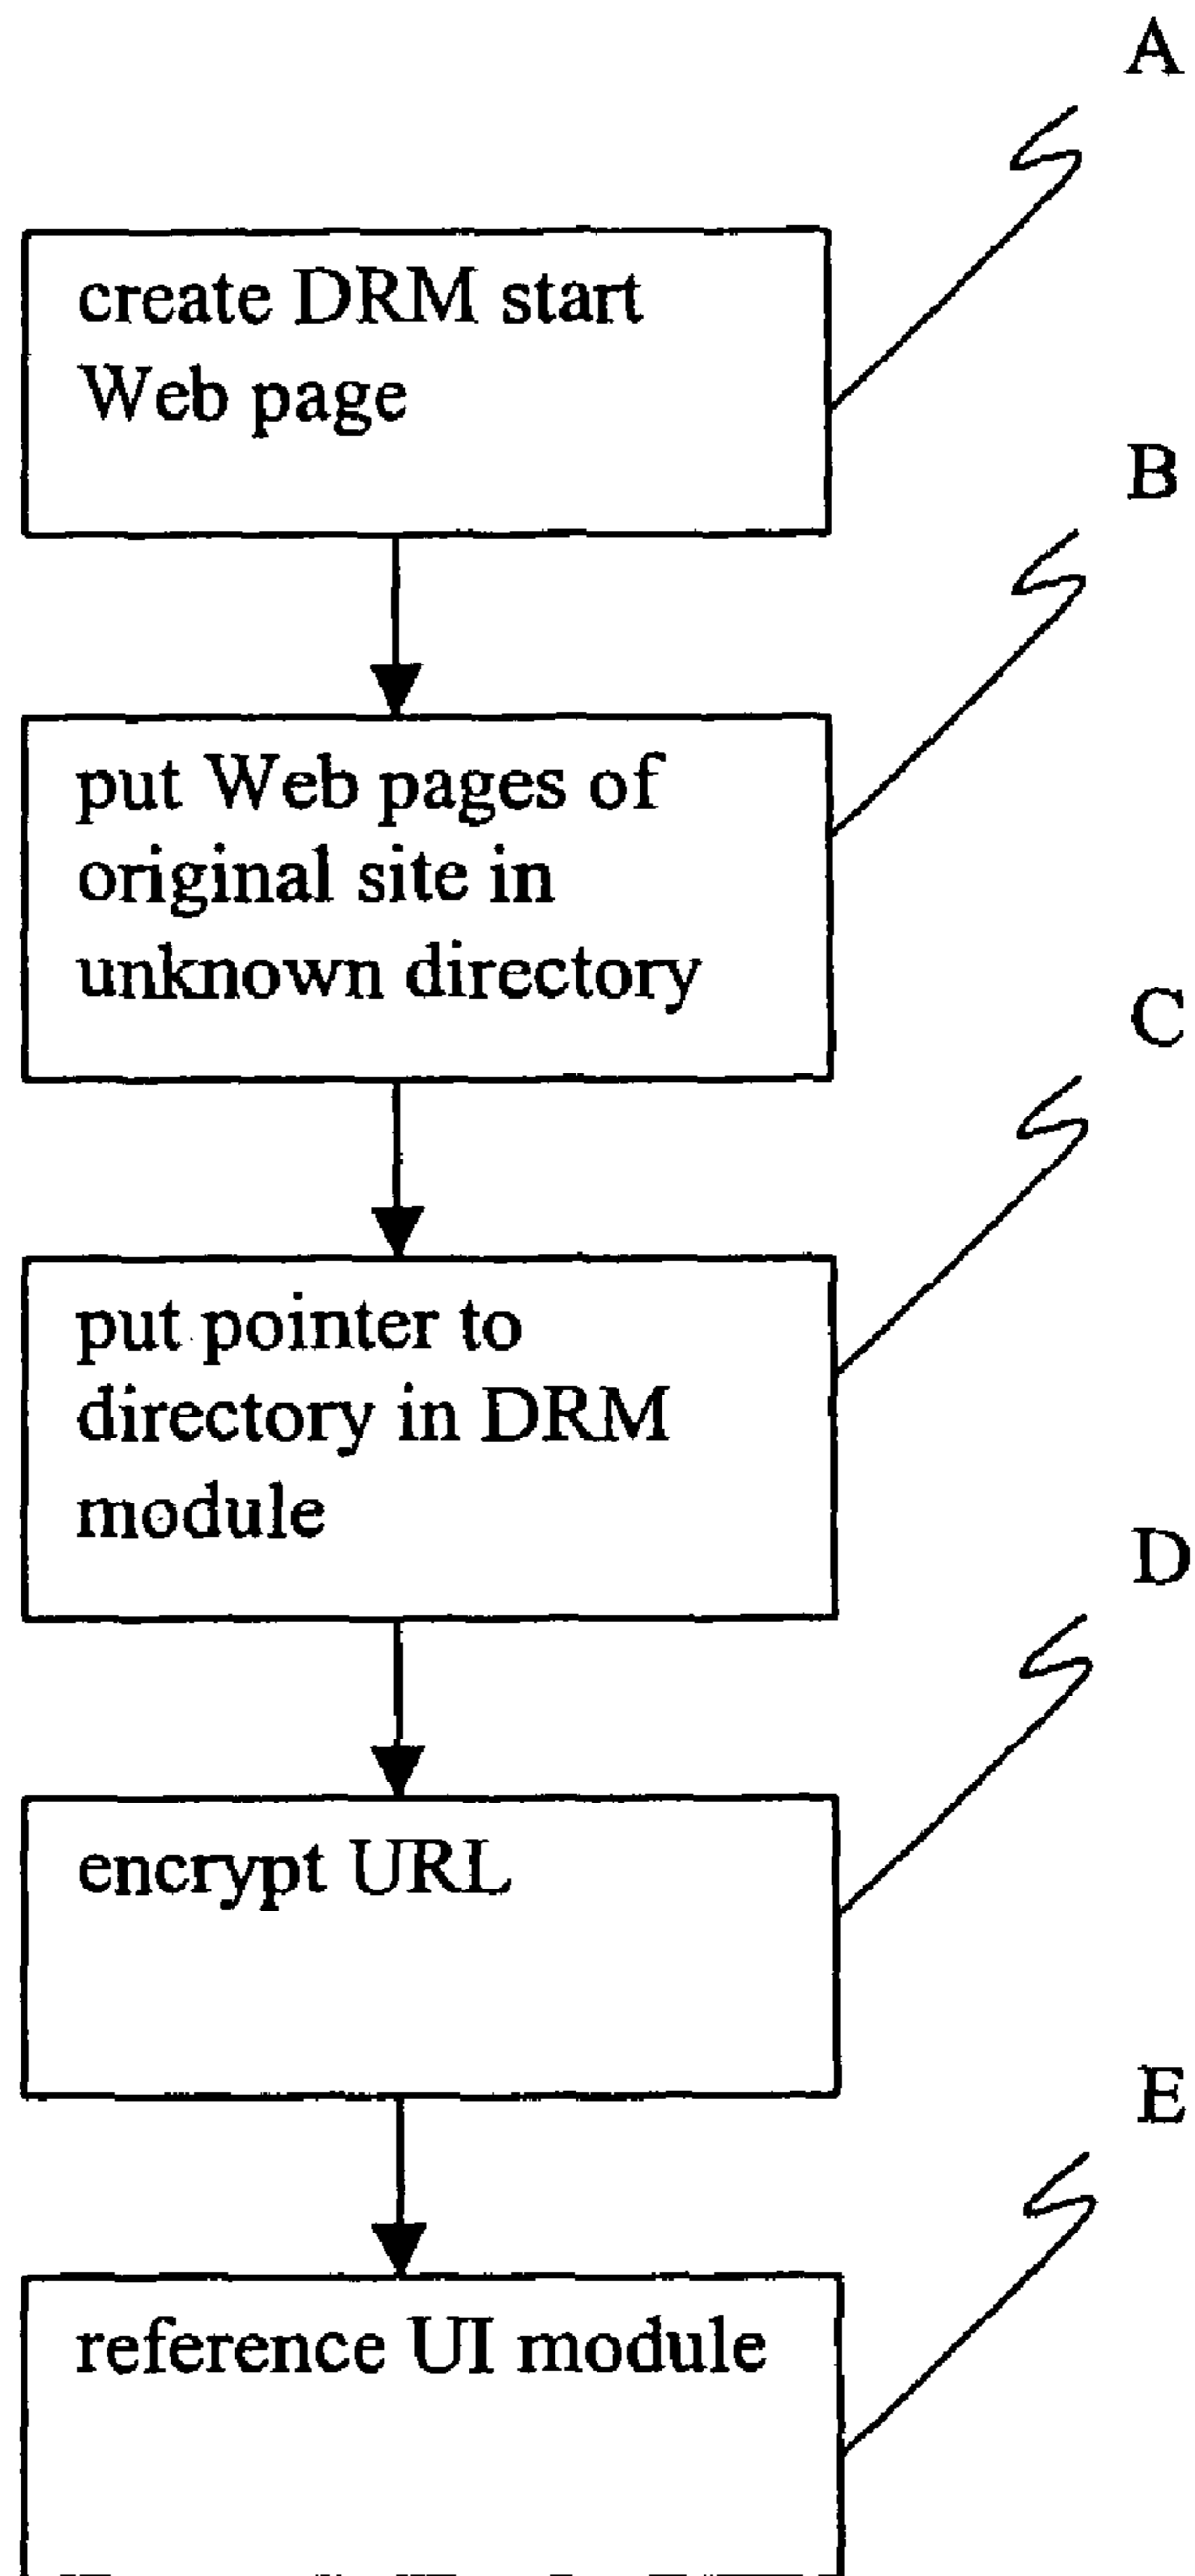 A
create DRM start
Web page
B
put Web pages of
original site in
unknown directory
C
put pointer to
directory in DRM
module
D
encrypt URL
E
reference UI module